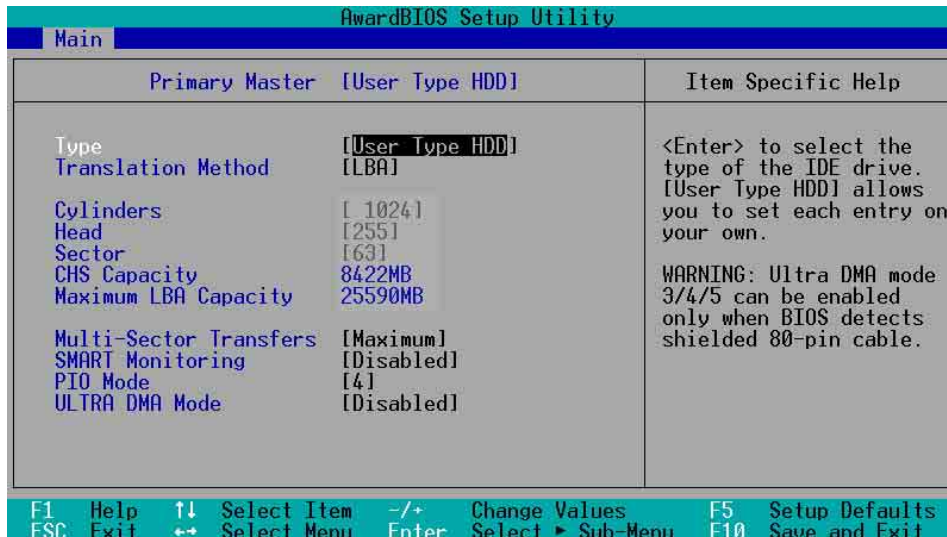 AwardBIOS Setup Utility
Main
Primary Master [User Type HDD]
Item Specific Help
Type [User Type HDD]
Translation Method [LBA]
Cylinders [ 1024]
Head [255]
Sector [63]
CHS Capacity 8422MB
Maximum LBA Capacity 25590MB
Multi-Sector Transfers [Maximum]
SMART Monitoring [Disabled]
PIO Mode [4]
ULTRA DMA Mode [Disabled]
<Enter> to select the
type of the IDE drive.
[User Type HDD] allows
you to set each entry on
your own.
WARNING: Ultra DMA mode
3/4/5 can be enabled
only when BIOS detects
shielded 80-pin cable.
F1 Help ↑↓ Select Item -/+ Change Values F5 Setup Defaults
ESC Exit ←→ Select Menu Enter Select ► Sub-Menu F10 Save and Exit